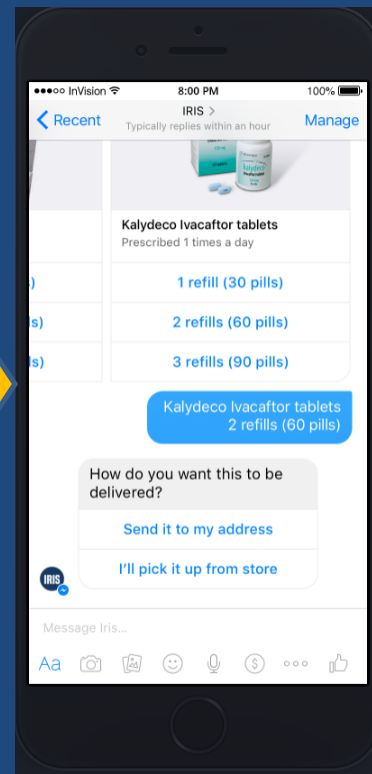 InVision
8:00 PM
100%
Recent
IRIS >
Typically replies within an hour
Manage
Kalydeco Ivacaftor tablets
Prescribed 1 times a day
)
1 refill (30 pills)
s)
2 refills (60 pills)
ls)
3 refills (90 pills)
Kalydeco Ivacaftor tablets
2 refills (60 pills)
How do you want this to be
delivered?
Send it to my address
I'll pick it up from store
IRIS
Message Iris...
Aa
$